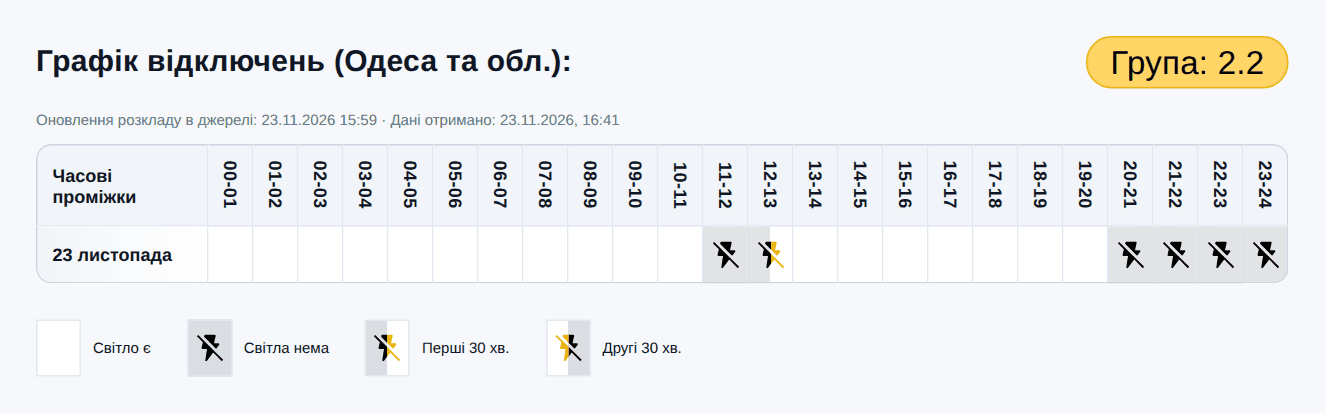 Графік відключень (Одеса та обл.):
Група: 2.2
Оновлення розкладу в джерелі: 23.11.2026 15:59 · Дані отримано: 23.11.2026, 16:41
Часові
проміжки
00-01
01-02
02-03
03-04
04-05
05-06
06-07
07-08
08-09
09-10
10-11
11-12
12-13
13-14
14-15
15-16
16-17
17-18
18-19
19-20
20-21
21-22
22-23
23-24
23 листопада
Світло є
Світла нема
Перші 30 хв.
Другі 30 хв.